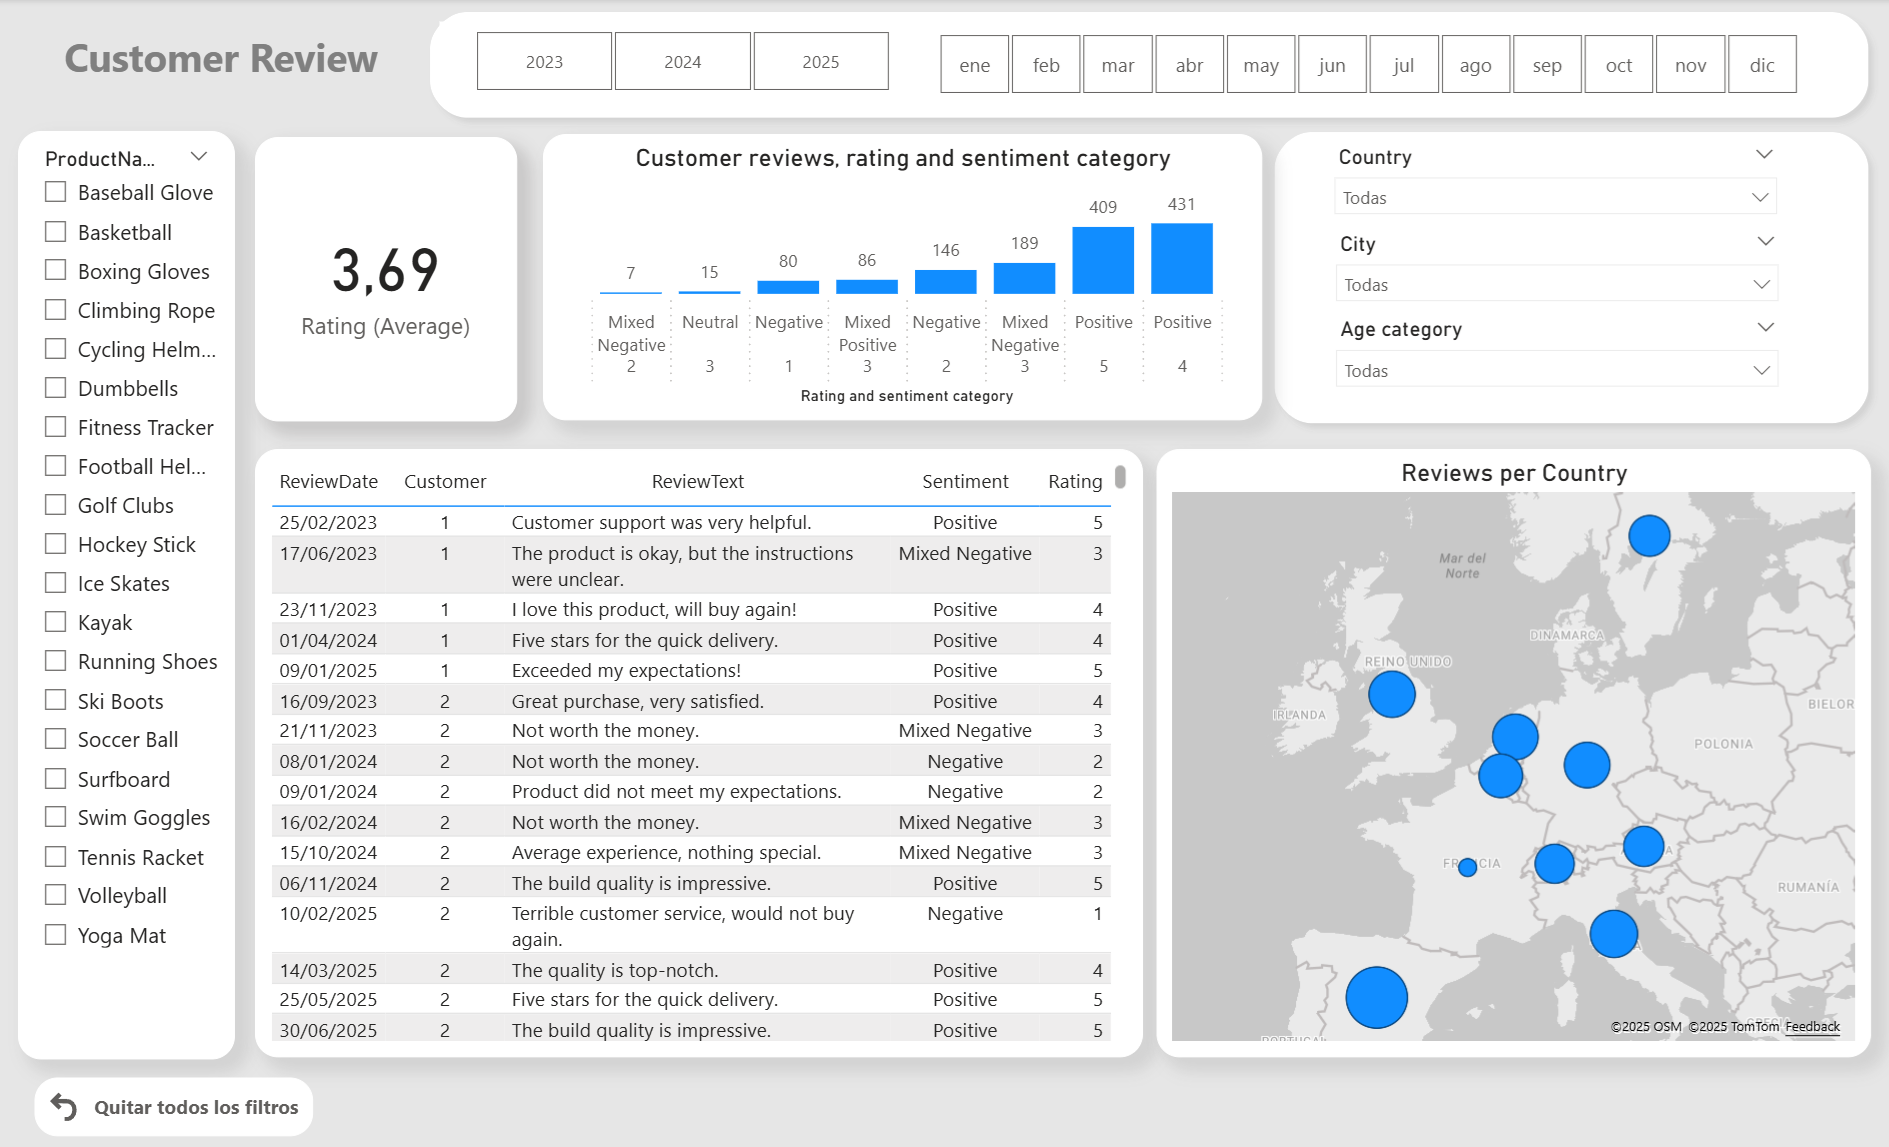 Customer Review
2023 2024 2025
ene feb mar abr may jun jul ago sep oct nov dic
ProductNa...
Baseball Glove
Basketball
Boxing Gloves
Climbing Rope
Cycling Helm...
Dumbbells
Fitness Tracker
Football Hel...
Golf Clubs
Hockey Stick
Ice Skates
Kayak
Running Shoes
Ski Boots
Soccer Ball
Surfboard
Swim Goggles
Tennis Racket
Volleyball
Yoga Mat
3,69
Rating (Average)
Customer reviews, rating and sentiment category
7 15 80 86 146 189 409 431
Mixed Neutral Negative Mixed Negative Mixed Positive Positive
Negative Positive Negative
2 3 1 3 2 3 5 4
Rating and sentiment category
Country
Todas
City
Todas
Age category
Todas
ReviewDate Customer ReviewText Sentiment Rating
25/02/2023 1 Customer support was very helpful. Positive 5
17/06/2023 1 The product is okay, but the instructions Mixed Negative 3
were unclear.
23/11/2023 1 I love this product, will buy again! Positive 4
01/04/2024 1 Five stars for the quick delivery. Positive 4
09/01/2025 1 Exceeded my expectations! Positive 5
16/09/2023 2 Great purchase, very satisfied. Positive 4
21/11/2023 2 Not worth the money. Mixed Negative 3
08/01/2024 2 Not worth the money. Negative 2
09/01/2024 2 Product did not meet my expectations. Negative 2
16/02/2024 2 Not worth the money. Mixed Negative 3
15/10/2024 2 Average experience, nothing special. Mixed Negative 3
06/11/2024 2 The build quality is impressive. Positive 5
10/02/2025 2 Terrible customer service, would not buy Negative 1
again.
14/03/2025 2 The quality is top-notch. Positive 4
25/05/2025 2 Five stars for the quick delivery. Positive 5
30/06/2025 2 The build quality is impressive. Positive 5
Reviews per Country
Mar del
Norte
DINAMARCA
REINO UNIDO
IRLANDA
BIELOR
POLONIA
RUMANÍA
©2025 OSM ©2025 TomTom Feedback
Quitar todos los filtros